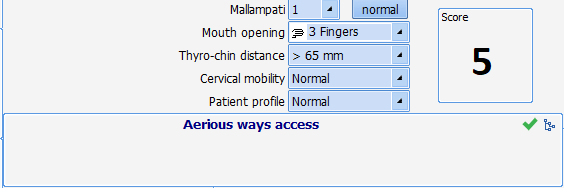 Mallampati 1 normal
Mouth opening 3 Fingers
Thyro-chin distance > 65 mm
Cervical mobility Normal
Patient profile Normal
Score
5
Aerious ways access